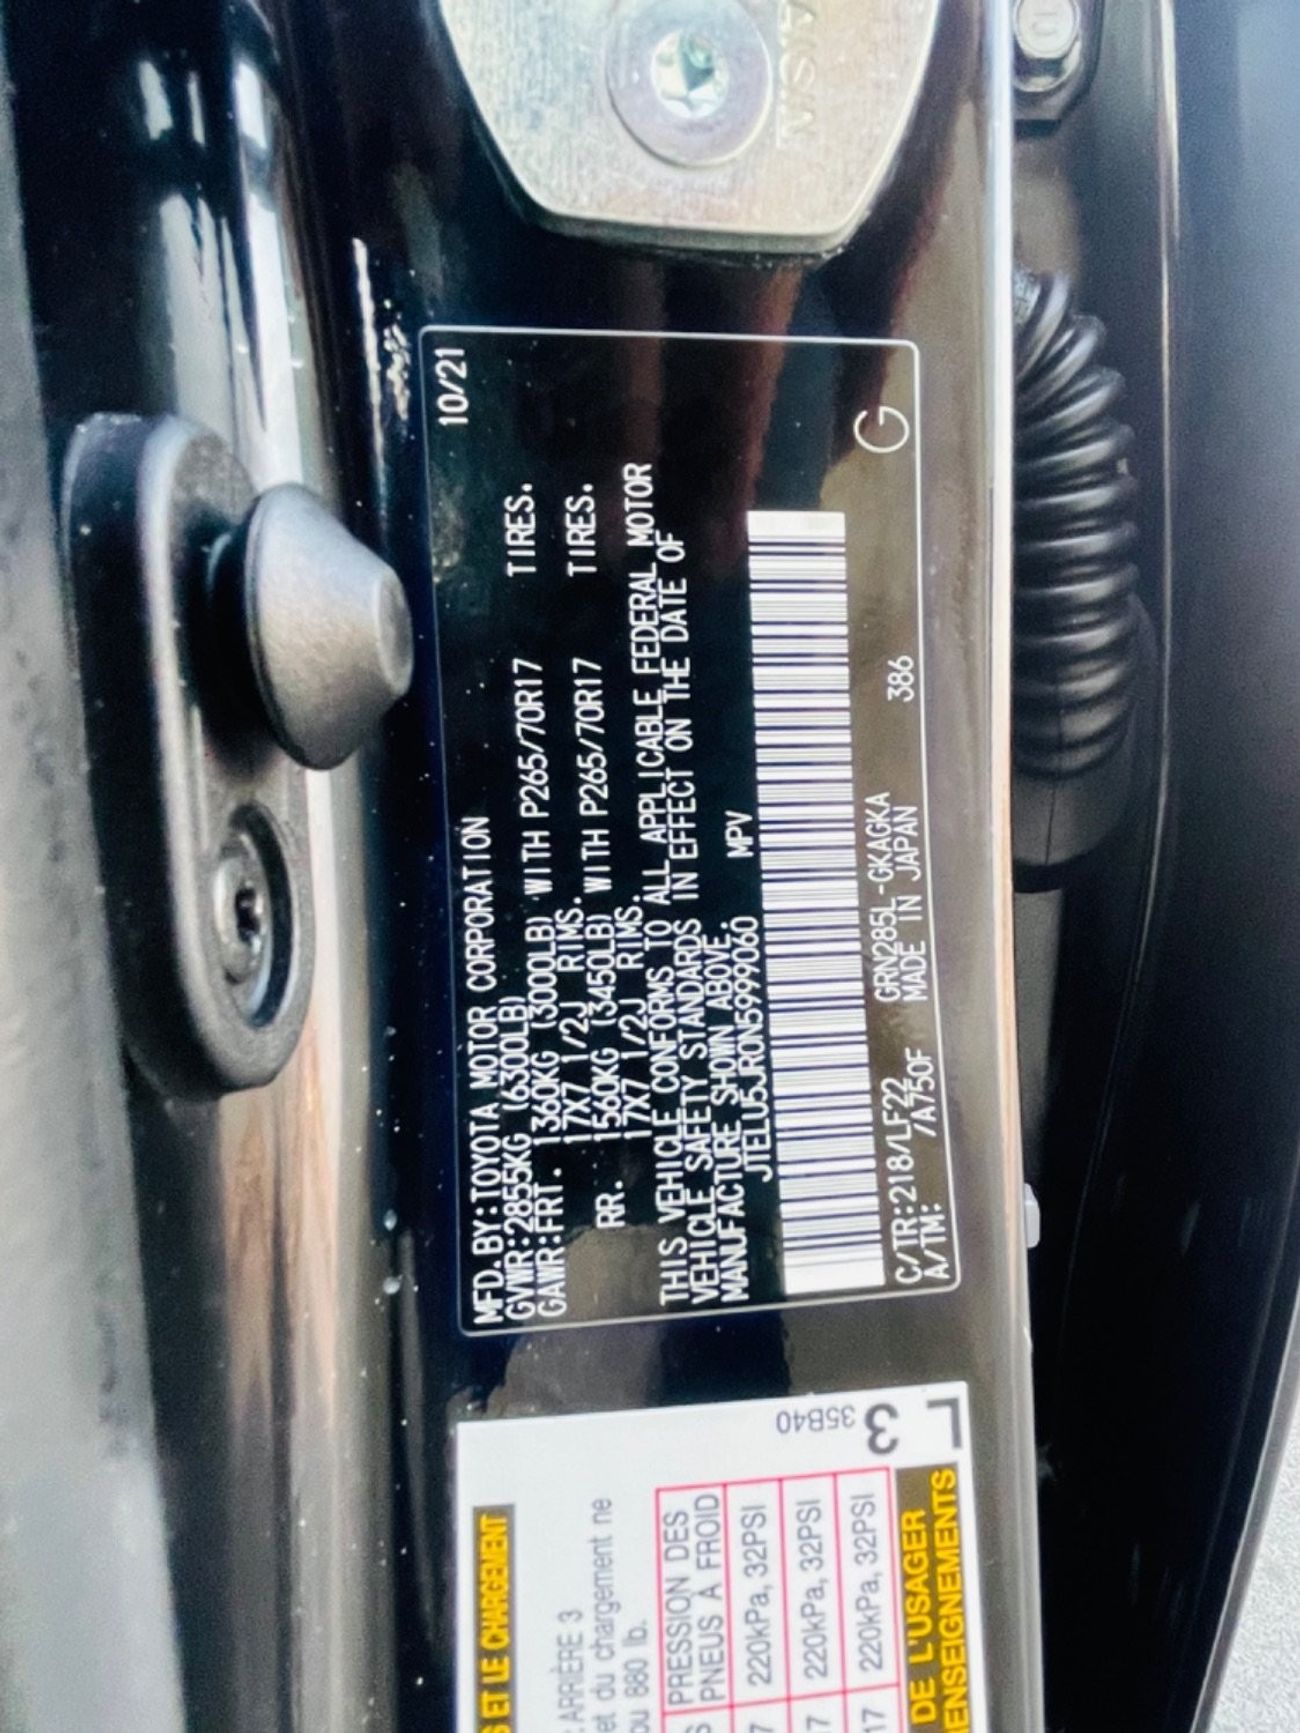 MFD.BY:TOYOTA MOTOR CORPORATION 10/21
GVWR:2855KG (6300LB)
GAWR:FRT. 1360KG (3000LB) WITH P265/70R17 TIRES.
17X7 1/2J RIMS.
RR. 1560KG (3450LB) WITH P265/70R17 TIRES.
17X7 1/2J RIMS.
THIS VEHICLE CONFORMS TO ALL APPLICABLE FEDERAL MOTOR
VEHICLE SAFETY STANDARDS IN EFFECT ON THE DATE OF
MANUFACTURE SHOWN ABOVE.
JTELU5JR0N5999060 MPV
C/TR:218/LF22 GRN285L-GKAGKA
A/TM: /A750F MADE IN JAPAN 386
G
ET LE CHARGEMENT
ARRIÈRE 3
et du chargement ne
ou 680 lb.
35B40
PRESSION DES
PNEUS À FROID
220kPa, 32PSI
220kPa, 32PSI
220kPa, 32PSI
3
L
DE L'USAGER